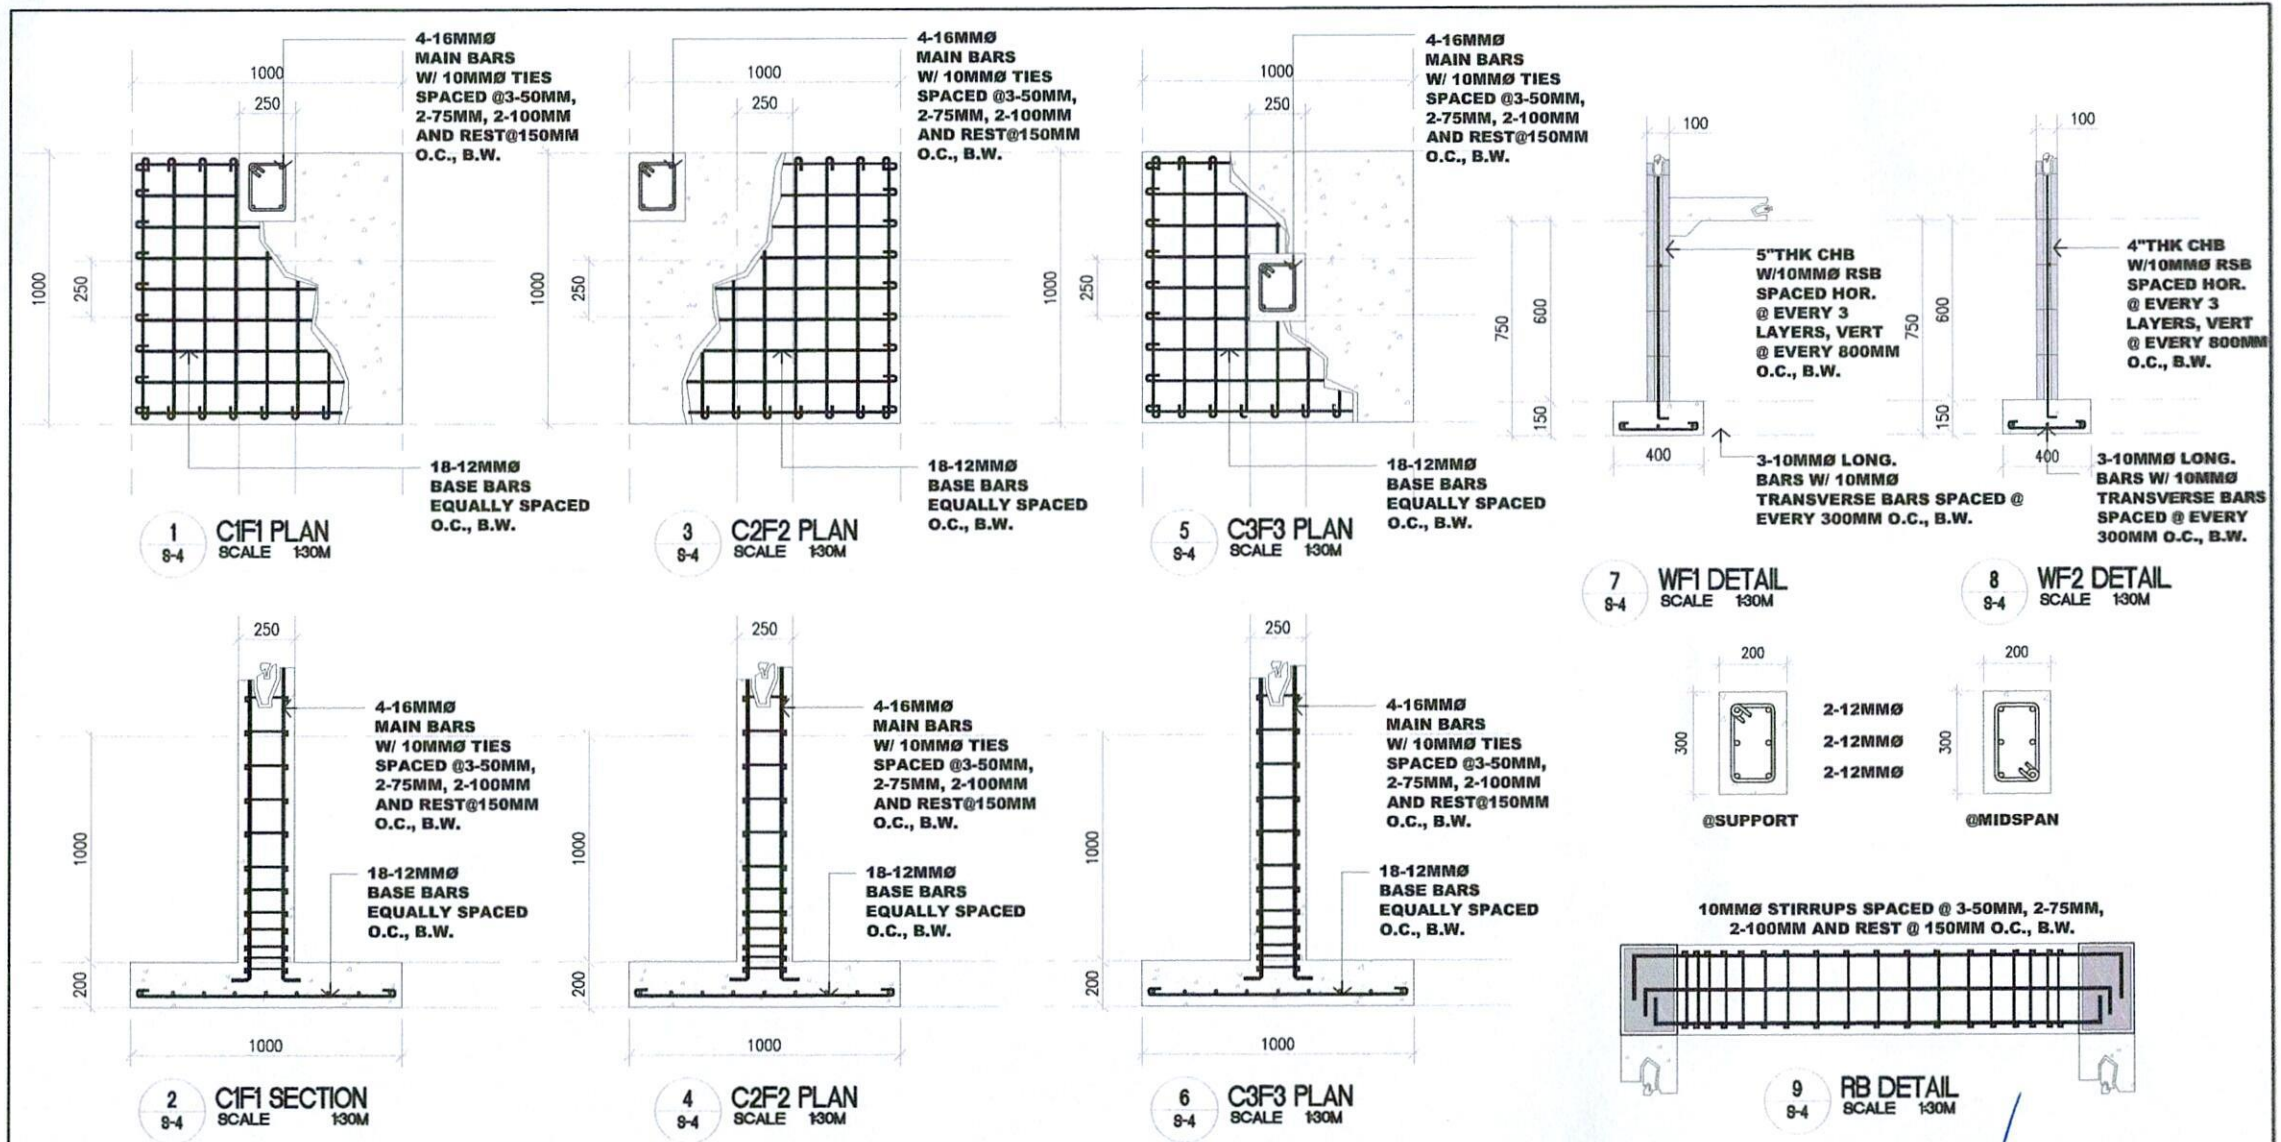 4-16MMØ
MAIN BARS
W/ 10MMØ TIES
SPACED @3-50MM,
2-75MM, 2-100MM
AND REST@150MM
O.C., B.W.
1000
250
1000
250
18-12MMØ
BASE BARS
EQUALLY SPACED
O.C., B.W.
1
S-4
C1F1 PLAN
SCALE 1:30M
4-16MMØ
MAIN BARS
W/ 10MMØ TIES
SPACED @3-50MM,
2-75MM, 2-100MM
AND REST@150MM
O.C., B.W.
1000
250
1000
250
18-12MMØ
BASE BARS
EQUALLY SPACED
O.C., B.W.
3
S-4
C2F2 PLAN
SCALE 1:30M
4-16MMØ
MAIN BARS
W/ 10MMØ TIES
SPACED @3-50MM,
2-75MM, 2-100MM
AND REST@150MM
O.C., B.W.
1000
250
1000
250
18-12MMØ
BASE BARS
EQUALLY SPACED
O.C., B.W.
5
S-4
C3F3 PLAN
SCALE 1:30M
100
5"THK CHB
W/10MMØ RSB
SPACED HOR.
@ EVERY 3
LAYERS, VERT
@ EVERY 800MM
O.C., B.W.
750
600
150
400
3-10MMØ LONG.
BARS W/ 10MMØ
TRANSVERSE BARS SPACED @
EVERY 300MM O.C., B.W.
7
S-4
WF1 DETAIL
SCALE 1:30M
100
4"THK CHB
W/10MMØ RSB
SPACED HOR.
@ EVERY 3
LAYERS, VERT
@ EVERY 800MM
O.C., B.W.
750
600
150
400
3-10MMØ LONG.
BARS W/ 10MMØ
TRANSVERSE BARS
SPACED @ EVERY
300MM O.C., B.W.
8
S-4
WF2 DETAIL
SCALE 1:30M
250
4-16MMØ
MAIN BARS
W/ 10MMØ TIES
SPACED @3-50MM,
2-75MM, 2-100MM
AND REST@150MM
O.C., B.W.
1000
18-12MMØ
BASE BARS
EQUALLY SPACED
O.C., B.W.
200
1000
2
S-4
C1F1 SECTION
SCALE 1:30M
250
4-16MMØ
MAIN BARS
W/ 10MMØ TIES
SPACED @3-50MM,
2-75MM, 2-100MM
AND REST@150MM
O.C., B.W.
1000
18-12MMØ
BASE BARS
EQUALLY SPACED
O.C., B.W.
200
1000
4
S-4
C2F2 PLAN
SCALE 1:30M
250
4-16MMØ
MAIN BARS
W/ 10MMØ TIES
SPACED @3-50MM,
2-75MM, 2-100MM
AND REST@150MM
O.C., B.W.
1000
18-12MMØ
BASE BARS
EQUALLY SPACED
O.C., B.W.
200
1000
6
S-4
C3F3 PLAN
SCALE 1:30M
200
200
300
2-12MMØ
2-12MMØ
2-12MMØ
300
@SUPPORT
@MIDSPAN
10MMØ STIRRUPS SPACED @ 3-50MM, 2-75MM,
2-100MM AND REST @ 150MM O.C., B.W.
9
S-4
RB DETAIL
SCALE 1:30M